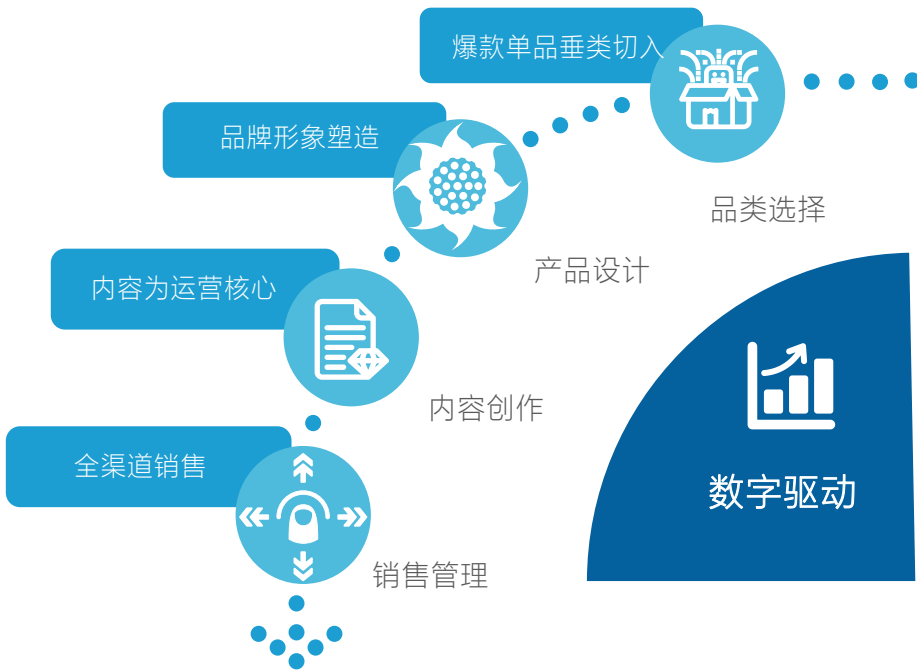 爆款单品垂类切入
品类选择
品牌形象塑造
产品设计
内容为运营核心
内容创作
全渠道销售
销售管理
数字驱动